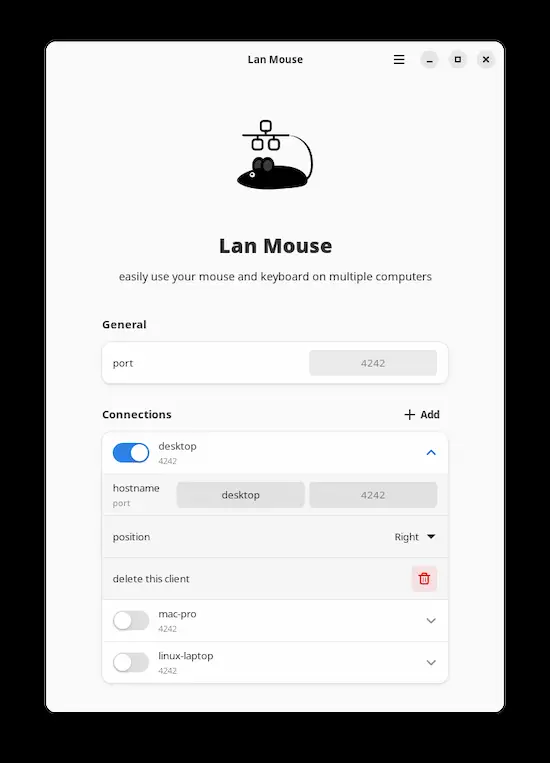 Lan Mouse
Lan Mouse
easily use your mouse and keyboard on multiple computers
General
port 4242
Connections Add
desktop
4242
hostname desktop 4242
port
position Right
delete this client
mac-pro
4242
linux-laptop
4242